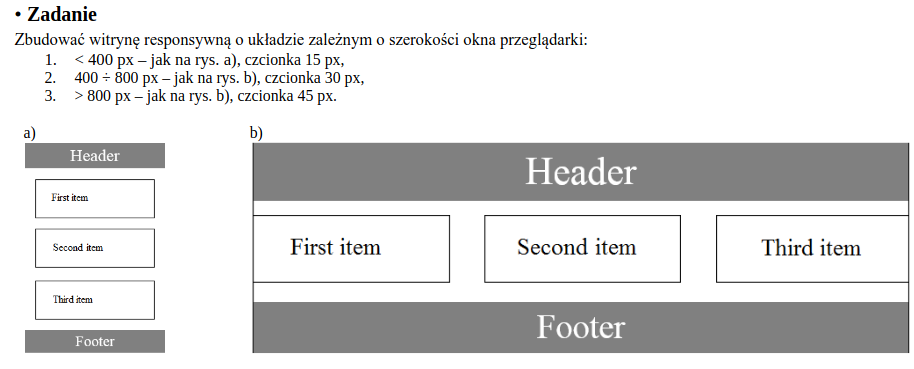 • Zadanie
Zbudować witrynę responsywną o układzie zależnym o szerokości okna przeglądarki:
1. < 400 px – jak na rys. a), czcionka 15 px,
2. 400 ÷ 800 px – jak na rys. b), czcionka 30 px,
3. > 800 px – jak na rys. b), czcionka 45 px.
a)
Header
First item
Second item
Third item
Footer
b)
Header
First item Second item Third item
Footer